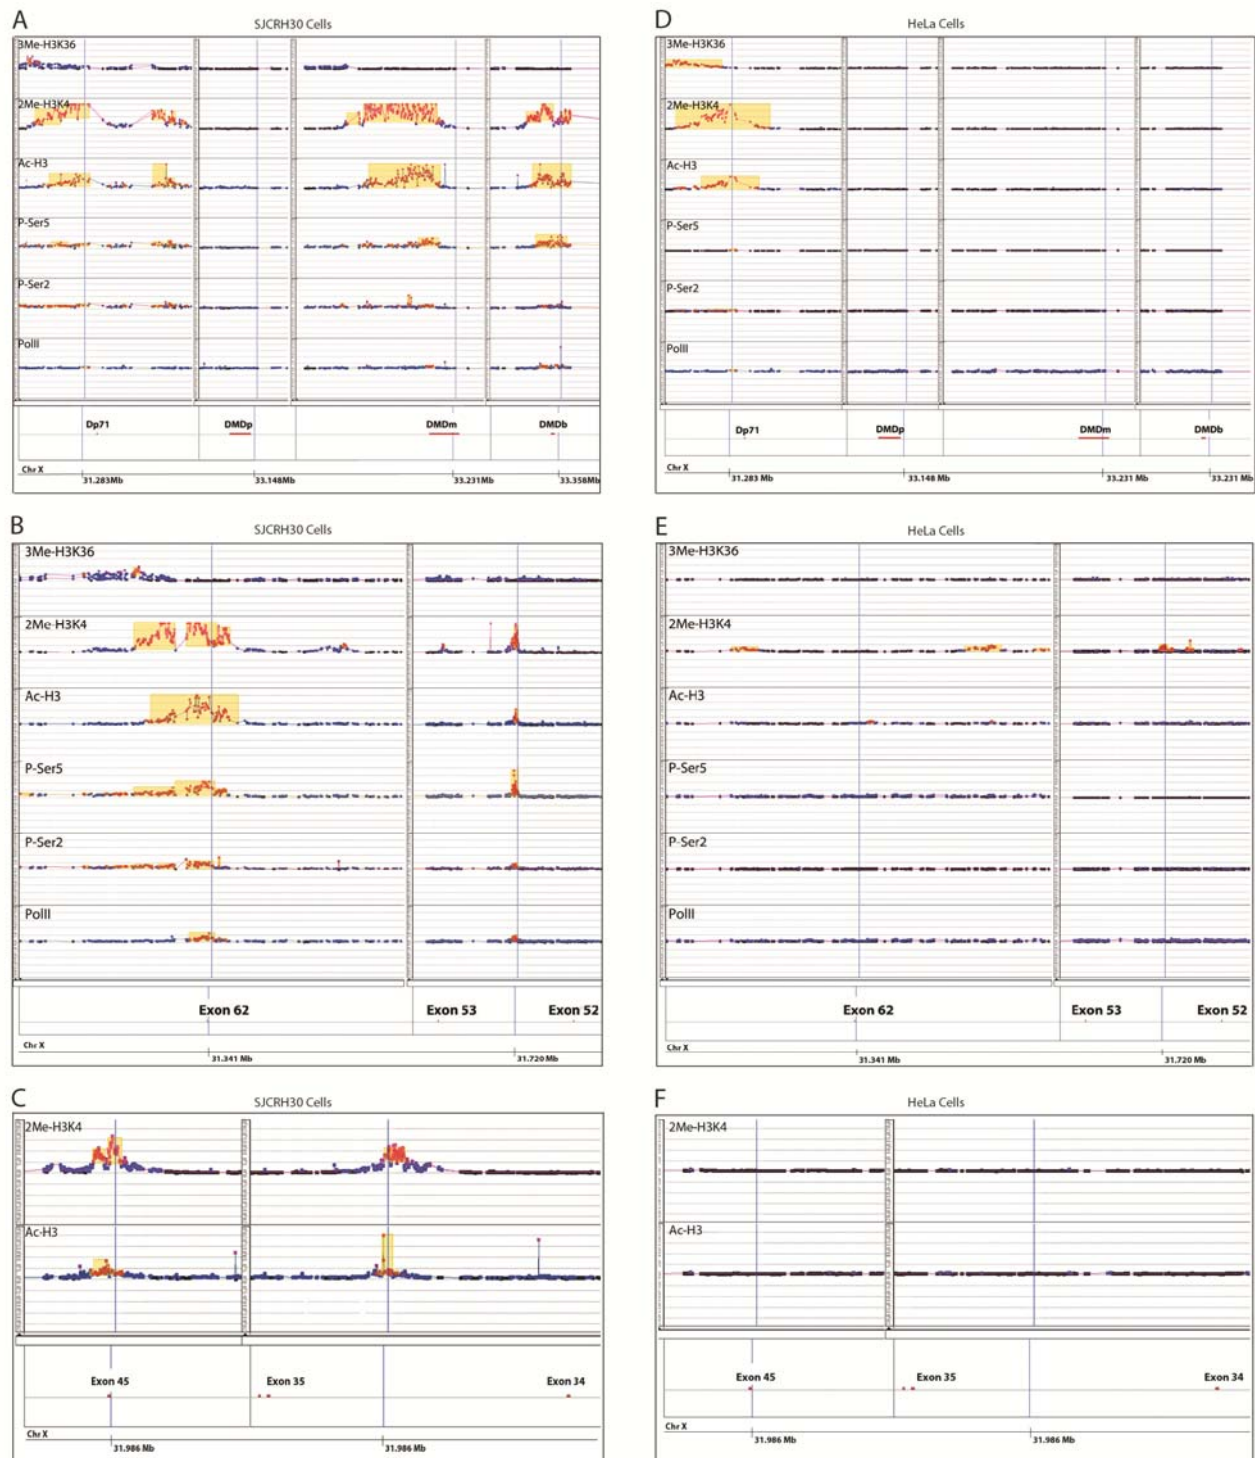 A
SJCRH30 Cells
3Me-H3K36
2Me-H3K4
Ac-H3
P-Ser5
P-Ser2
PolII
Dp71 DMDp DMDm DMDb
Chr X
31.283Mb 33.148Mb 33.231Mb 33.358Mb
D
HeLa Cells
3Me-H3K36
2Me-H3K4
Ac-H3
P-Ser5
P-Ser2
PolII
Dp71 DMDp DMDm DMDb
Chr X
31.283 Mb 33.148 Mb 33.231 Mb 33.231 Mb
B
SJCRH30 Cells
3Me-H3K36
2Me-H3K4
Ac-H3
P-Ser5
P-Ser2
PolII
Exon 62 Exon 53 Exon 52
Chr X
31.341 Mb 31.720 Mb
E
HeLa Cells
3Me-H3K36
2Me-H3K4
Ac-H3
P-Ser5
P-Ser2
PolII
Exon 62 Exon 53 Exon 52
Chr X
31.341 Mb 31.720 Mb
C
SJCRH30 Cells
2Me-H3K4
Ac-H3
Exon 45 Exon 35 Exon 34
Chr X
31.986 Mb 31.986 Mb
F
HeLa Cells
2Me-H3K4
Ac-H3
Exon 45 Exon 35 Exon 34
Chr X
31.986 Mb 31.986 Mb